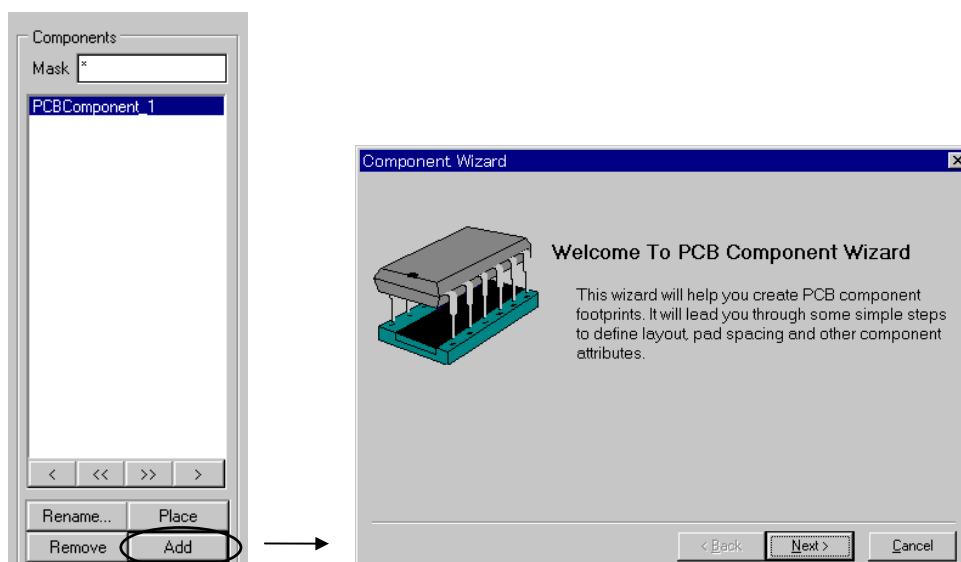 Components
Mask *
PCBComponent_1
< << >> >
Rename... Place
Remove Add
Component Wizard
Welcome To PCB Component Wizard
This wizard will help you create PCB component
footprints. It will lead you through some simple steps
to define layout, pad spacing and other component
attributes.
< Back Next > Cancel